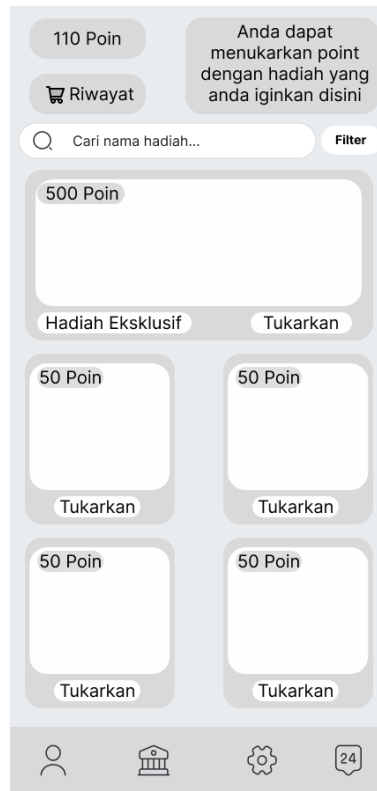 110 Poin
Riwayat
Anda dapat
menukarkan point
dengan hadiah yang
anda iginkan disini
Cari nama hadiah...
Filter
500 Poin
Hadiah Eksklusif
Tukarkan
50 Poin
50 Poin
Tukarkan
Tukarkan
50 Poin
50 Poin
Tukarkan
Tukarkan
24